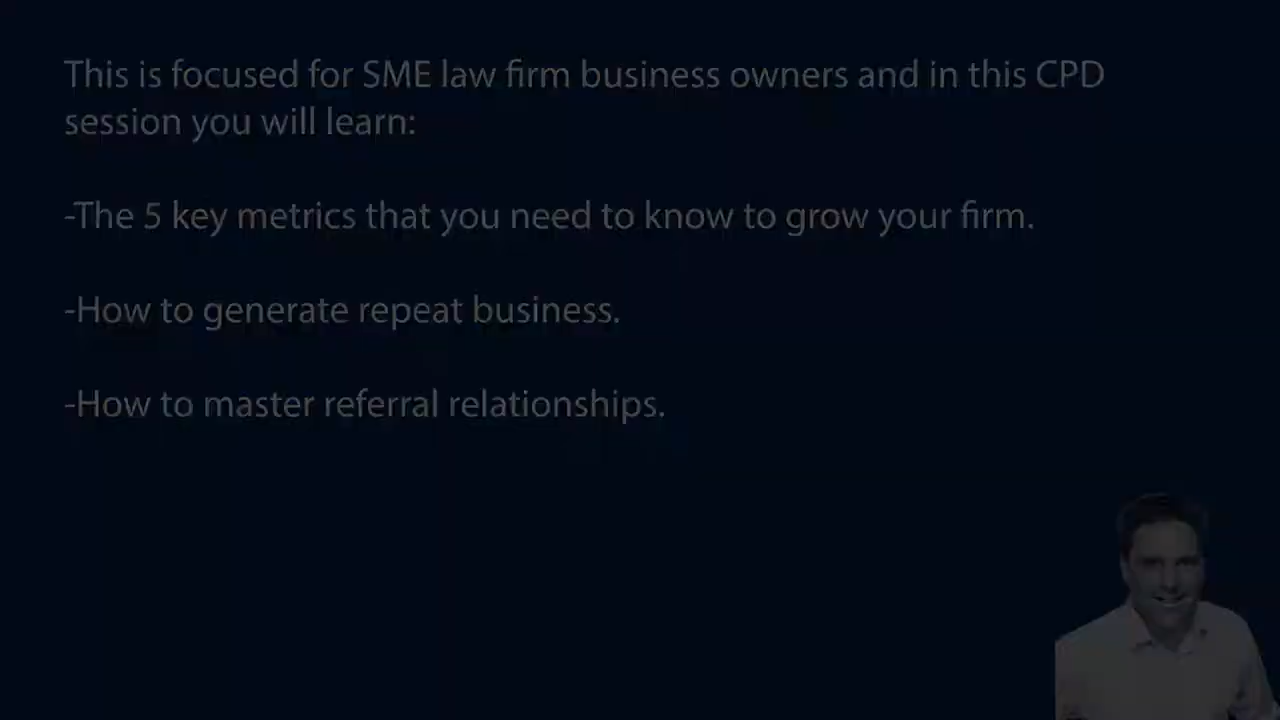 This is focused for SME law firm business owners and in this CPD
session you will learn:
-The 5 key metrics that you need to know to grow your firm.
-How to generate repeat business.
-How to master referral relationships.